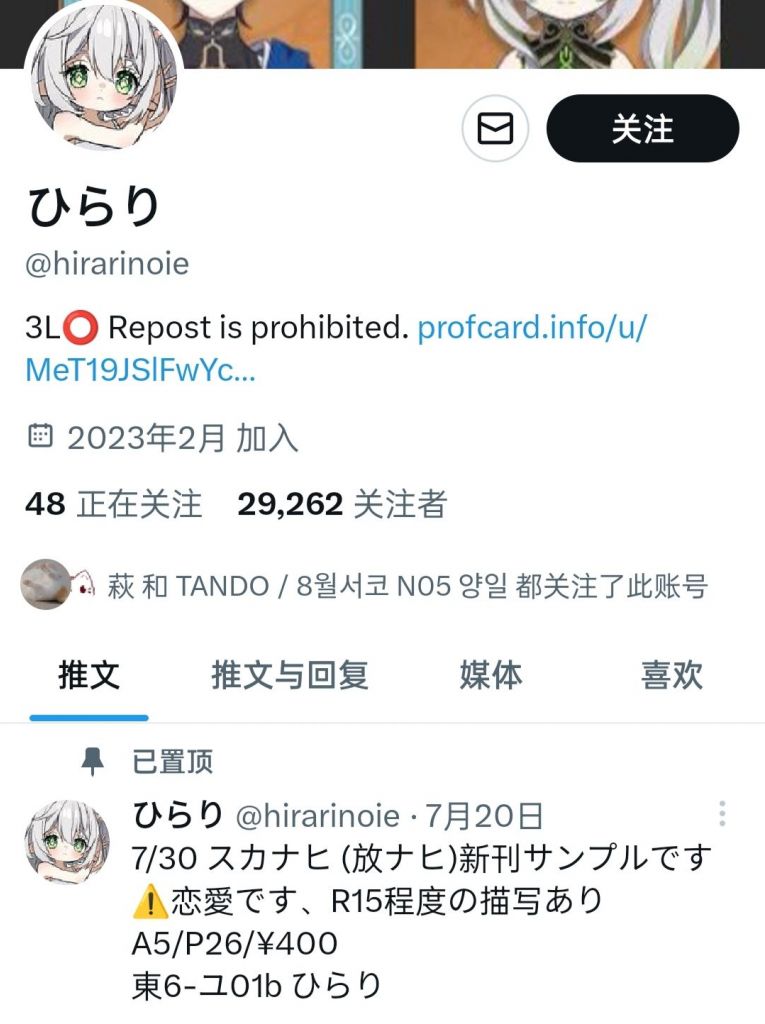 关注
ひらり
@hirarinoie
3L⭕ Repost is prohibited. profcard.info/u/
MeT19JSlFwYc...
2023年2月 加入
48 正在关注 29,262 关注者
萩 和 TANDO / 8월서코 N05 양일 都关注了此账号
推文 推文与回复 媒体 喜欢
已置顶
ひらり @hirarinoie · 7月20日
7/30 スカナヒ (放ナヒ)新刊サンプルです
⚠️恋愛です、R15程度の描写あり
A5/P26/¥400
東6-ユ01b ひらり